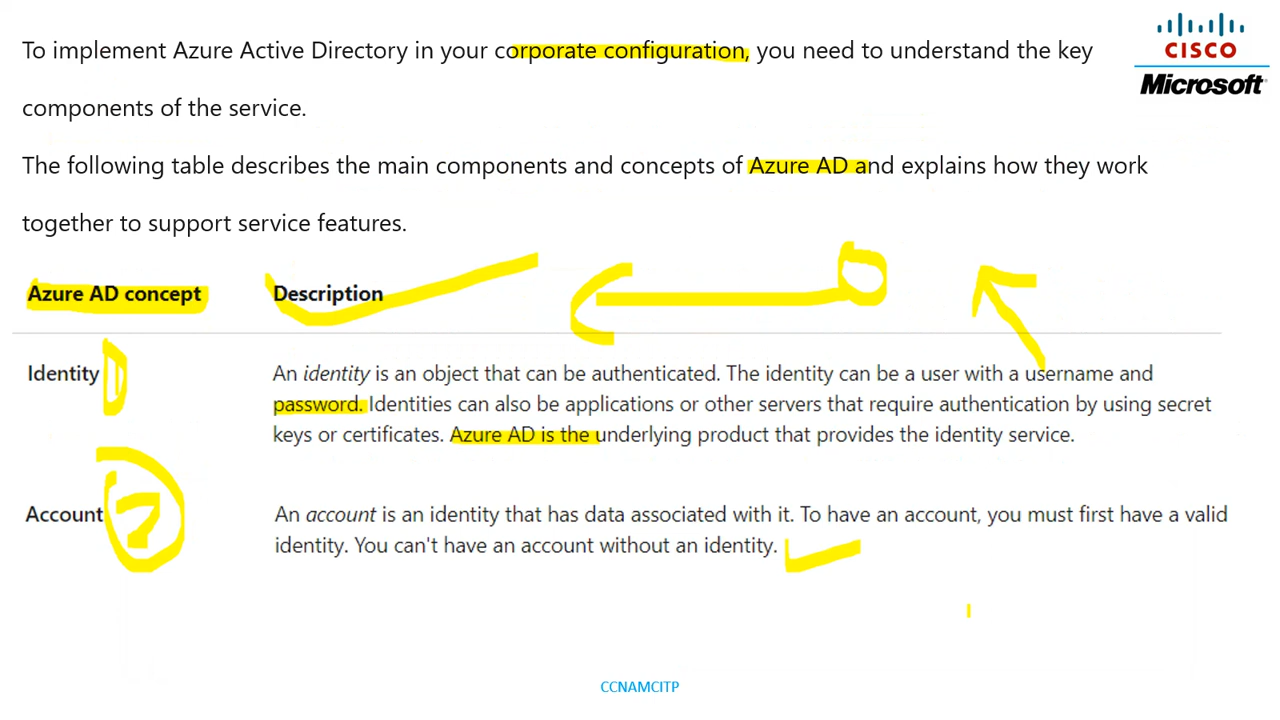 To implement Azure Active Directory in your corporate configuration, you need to understand the key
CISCO
Microsoft
components of the service.
The following table describes the main components and concepts of Azure AD and explains how they work
together to support service features.
Azure AD concept Description
Identity An identity is an object that can be authenticated. The identity can be a user with a username and
password. Identities can also be applications or other servers that require authentication by using secret
keys or certificates. Azure AD is the underlying product that provides the identity service.
Account An account is an identity that has data associated with it. To have an account, you must first have a valid
identity. You can't have an account without an identity.
CCNAMCITP